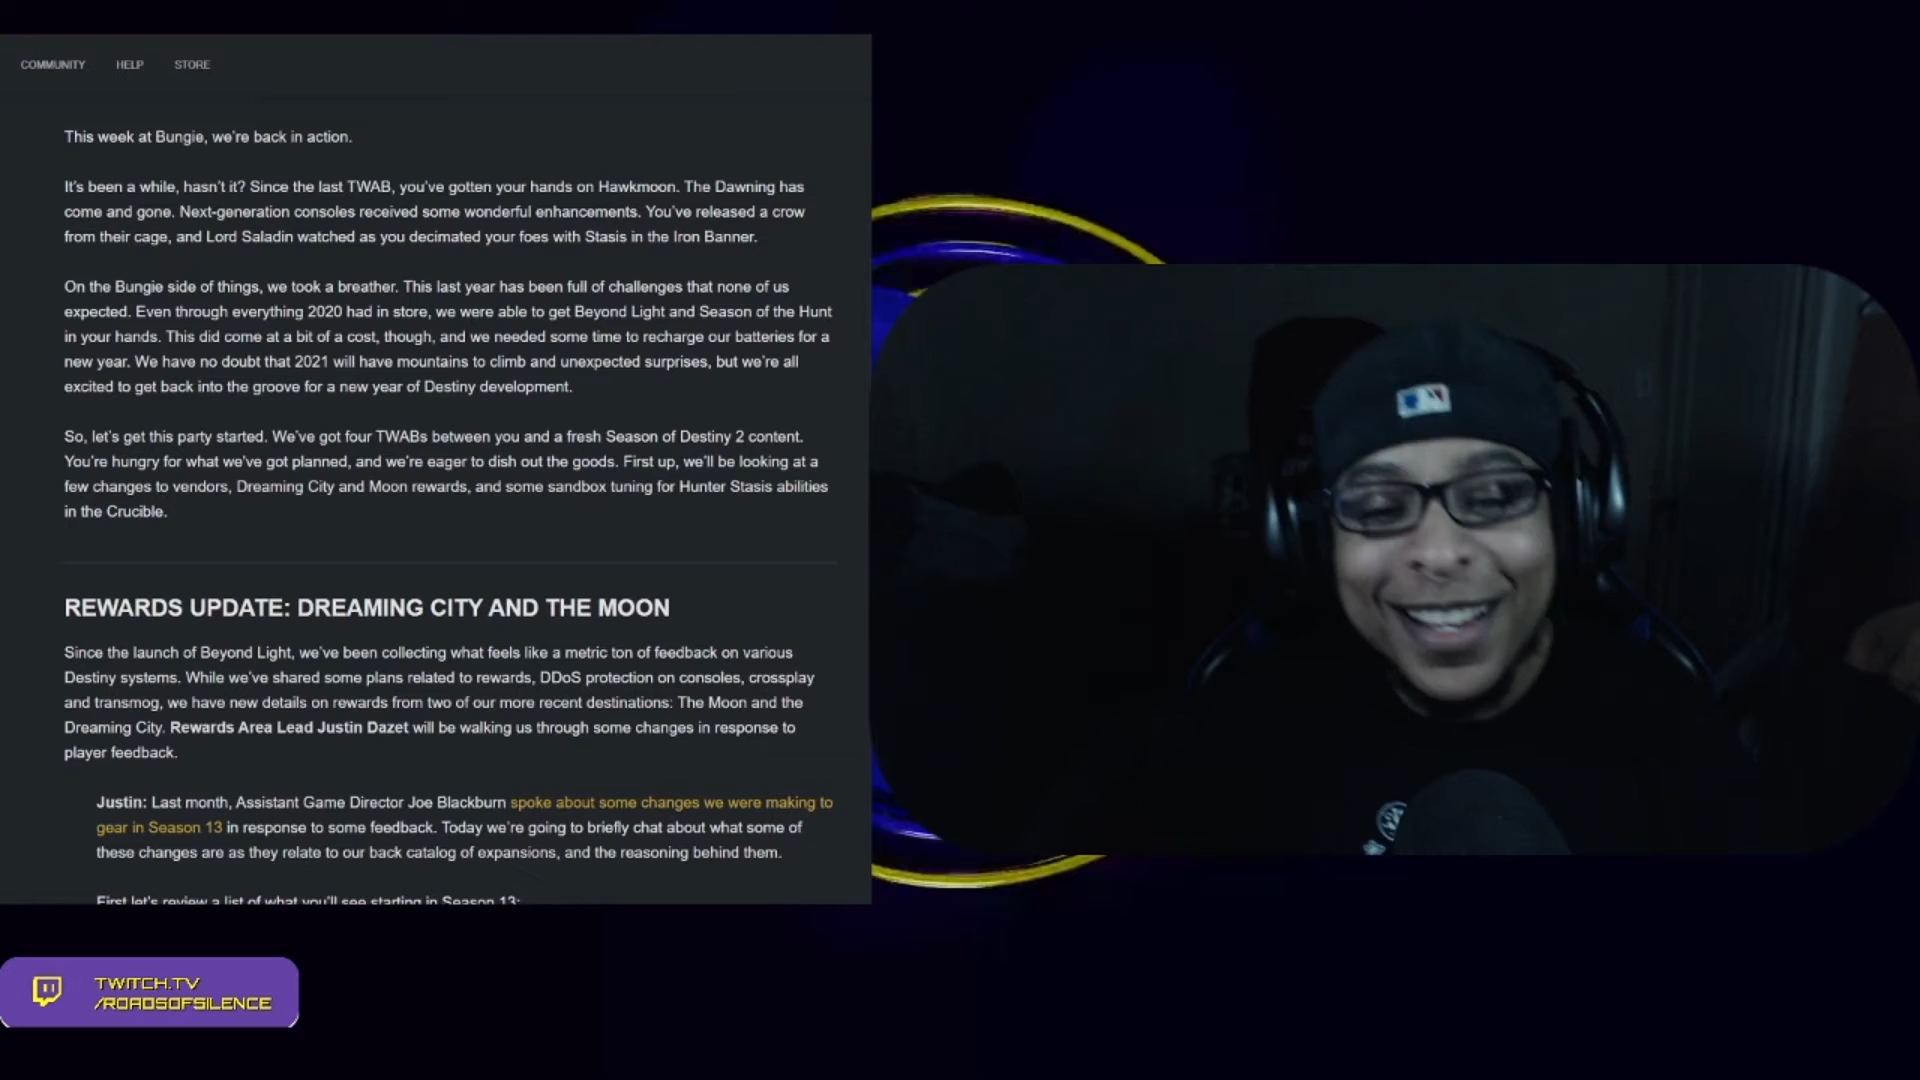 COMMUNITY HELP STORE
This week at Bungie, we're back in action.
It's been a while, hasn't it? Since the last TWAB, you've gotten your hands on Hawkmoon. The Dawning has
come and gone. Next-generation consoles received some wonderful enhancements. You've released a crow
from their cage, and Lord Saladin watched as you decimated your foes with Stasis in the Iron Banner.
On the Bungie side of things, we took a breather. This last year has been full of challenges that none of us
expected. Even through everything 2020 had in store, we were able to get Beyond Light and Season of the Hunt
in your hands. This did come at a bit of a cost, though, and we needed some time to recharge our batteries for a
new year. We have no doubt that 2021 will have mountains to climb and unexpected surprises, but we're all
excited to get back into the groove for a new year of Destiny development.
So, let's get this party started. We've got four TWABs between you and a fresh Season of Destiny 2 content.
You're hungry for what we've got planned, and we're eager to dish out the goods. First up, we'll be looking at a
few changes to vendors, Dreaming City and Moon rewards, and some sandbox tuning for Hunter Stasis abilities
in the Crucible.
REWARDS UPDATE: DREAMING CITY AND THE MOON
Since the launch of Beyond Light, we've been collecting what feels like a metric ton of feedback on various
Destiny systems. While we've shared some plans related to rewards, DDoS protection on consoles, crossplay
and transmog, we have new details on rewards from two of our more recent destinations: The Moon and the
Dreaming City. Rewards Area Lead Justin Dazet will be walking us through some changes in response to
player feedback.
Justin: Last month, Assistant Game Director Joe Blackburn spoke about some changes we were making to
gear in Season 13 in response to some feedback. Today we're going to briefly chat about what some of
these changes are as they relate to our back catalog of expansions, and the reasoning behind them.
First let's review a list of what you'll see starting in Season 13:
TWITCH.TV
/ROADSOFSILENCE